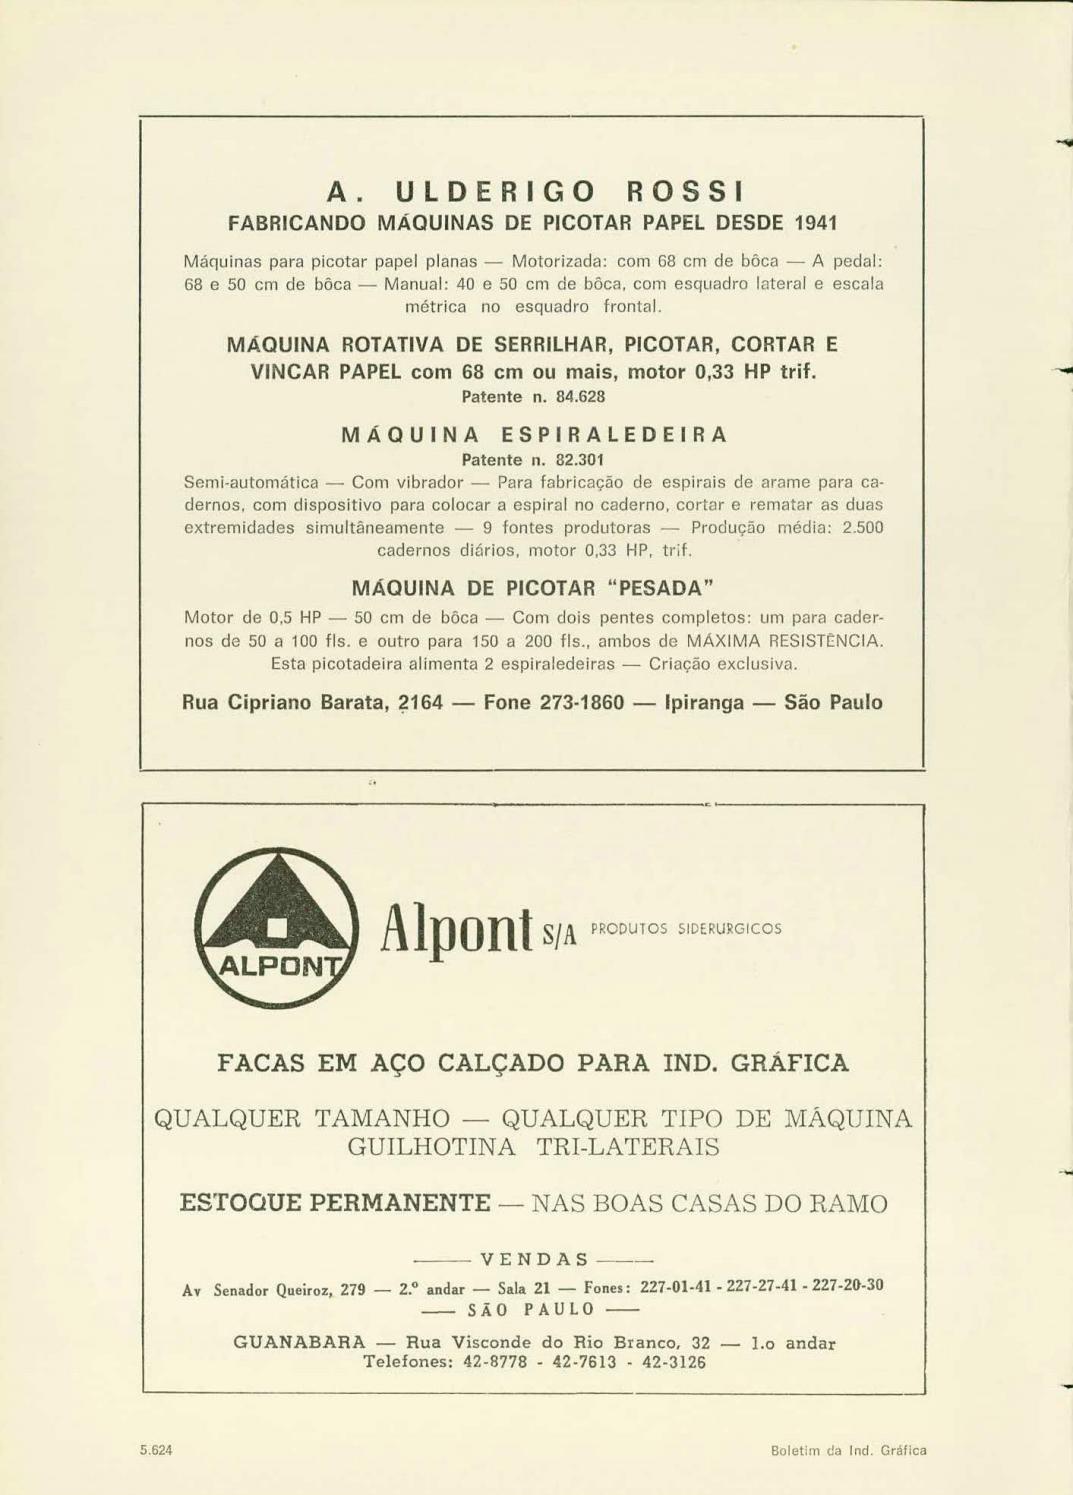 A. ULDERIGO ROSSI
FABRICANDO MÁQUINAS DE PICOTAR PAPEL DESDE 1941
Máquinas para picotar papel planas — Motorizada: com 68 cm de bôca — A pedal:
68 e 50 cm de bôca — Manual: 40 e 50 cm de bôca, com esquadro lateral e escala
métrica no esquadro frontal.
MÁQUINA ROTATIVA DE SERRILHAR, PICOTAR, CORTAR E
VINCAR PAPEL com 68 cm ou mais, motor 0,33 HP trif.
Patente n. 84.628
MÁQUINA ESPIRALEDEIRA
Patente n. 82.301
Semi-automática — Com vibrador — Para fabricação de espirais de arame para ca-
dernos, com dispositivo para colocar a espiral no caderno, cortar e rematar as duas
extremidades simultâneamente — 9 fontes produtoras — Produção média: 2.500
cadernos diários, motor 0,33 HP, trif.
MÁQUINA DE PICOTAR “PESADA”
Motor de 0,5 HP — 50 cm de bôca — Com dois pentes completos: um para cader-
nos de 50 a 100 fls. e outro para 150 a 200 fls., ambos de MÁXIMA RESISTÊNCIA.
Esta picotadeira alimenta 2 espiraledeiras — Criação exclusiva.
Rua Cipriano Barata, 2164 — Fone 273-1860 — Ipiranga — São Paulo
ALPONT
Alpont S/A PRODUTOS SIDERURGICOS
FACAS EM AÇO CALÇADO PARA IND. GRÁFICA
QUALQUER TAMANHO — QUALQUER TIPO DE MÁQUINA
GUILHOTINA TRI-LATERAIS
ESTOQUE PERMANENTE — NAS BOAS CASAS DO RAMO
—— VENDAS ——
Av Senador Queiroz, 279 — 2.º andar — Sala 21 — Fones: 227-01-41 - 227-27-41 - 227-20-30
—— SÃO PAULO ——
GUANABARA — Rua Visconde do Rio Branco, 32 — 1.o andar
Telefones: 42-8778 - 42-7613 - 42-3126
5.624
Boletim da Ind. Gráfica